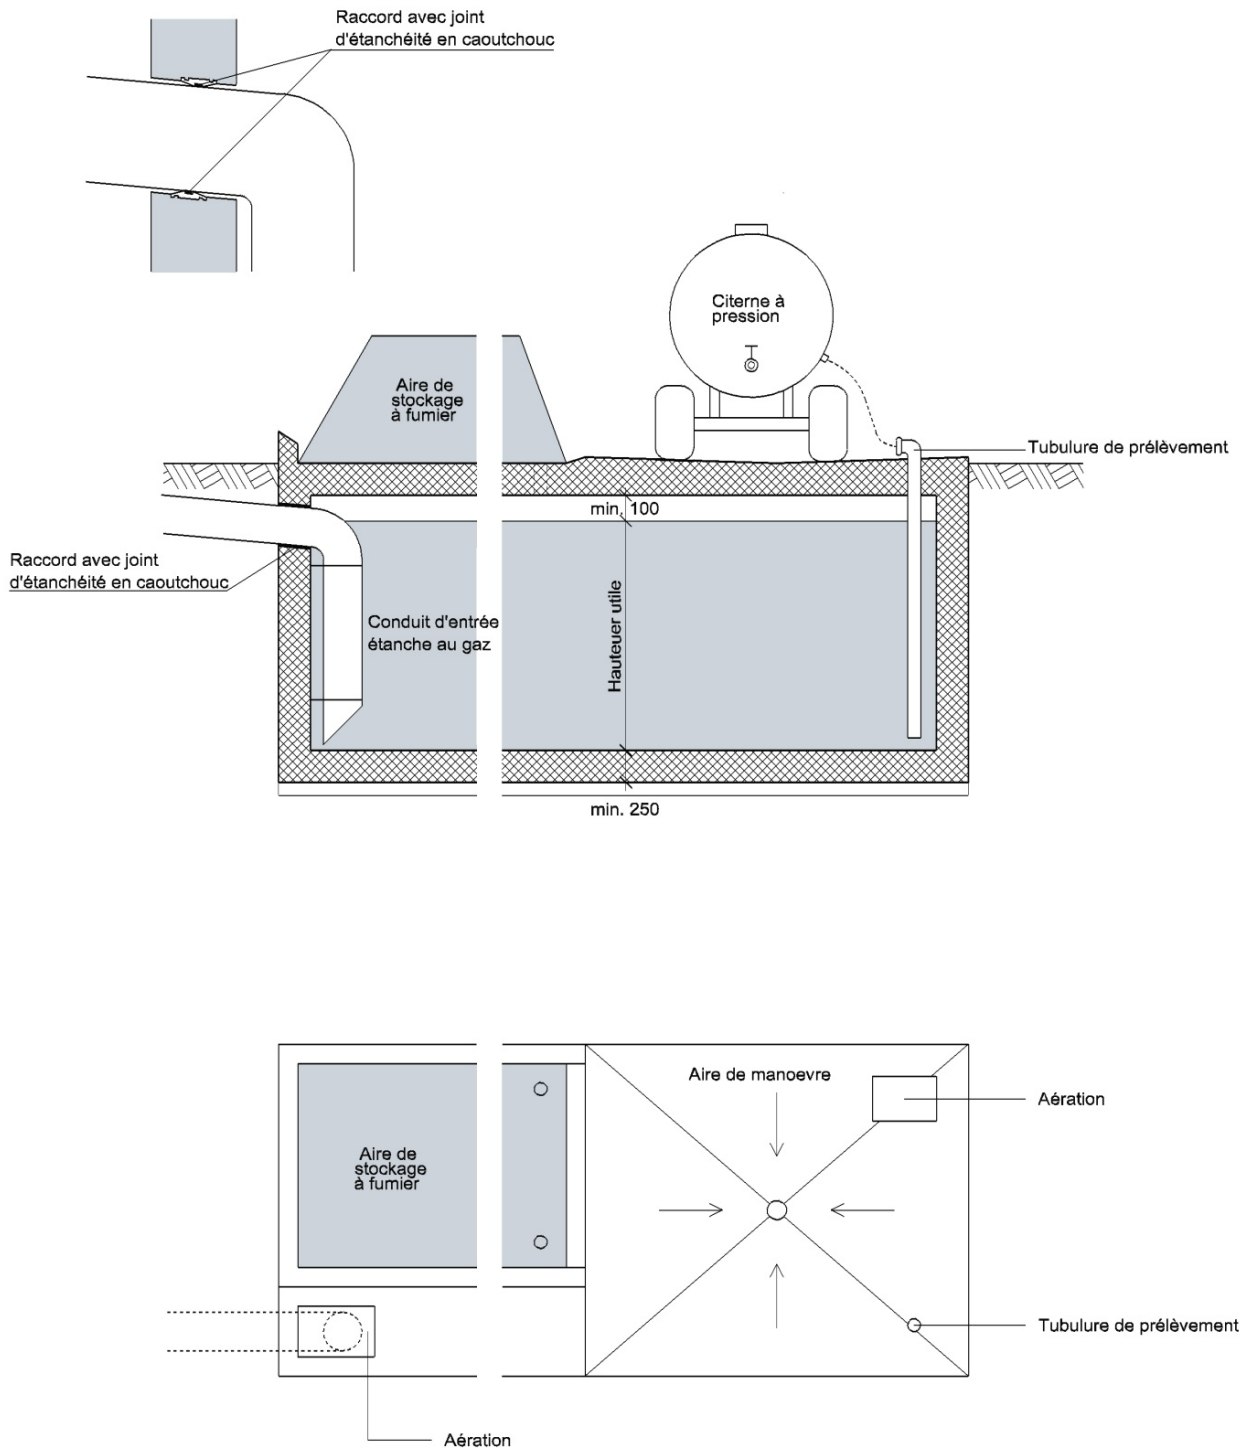 Raccord avec joint
d'étanchéité en caoutchouc
Citerne à
pression
Aire de
stockage
à fumier
Tubulure de prélèvement
min. 100
Raccord avec joint
d'étanchéité en caoutchouc
Conduit d'entrée
étanche au gaz
Hauteuer utile
min. 250
Aire de manoevre
Aération
Aire de
stockage
à fumier
Tubulure de prélèvement
Aération